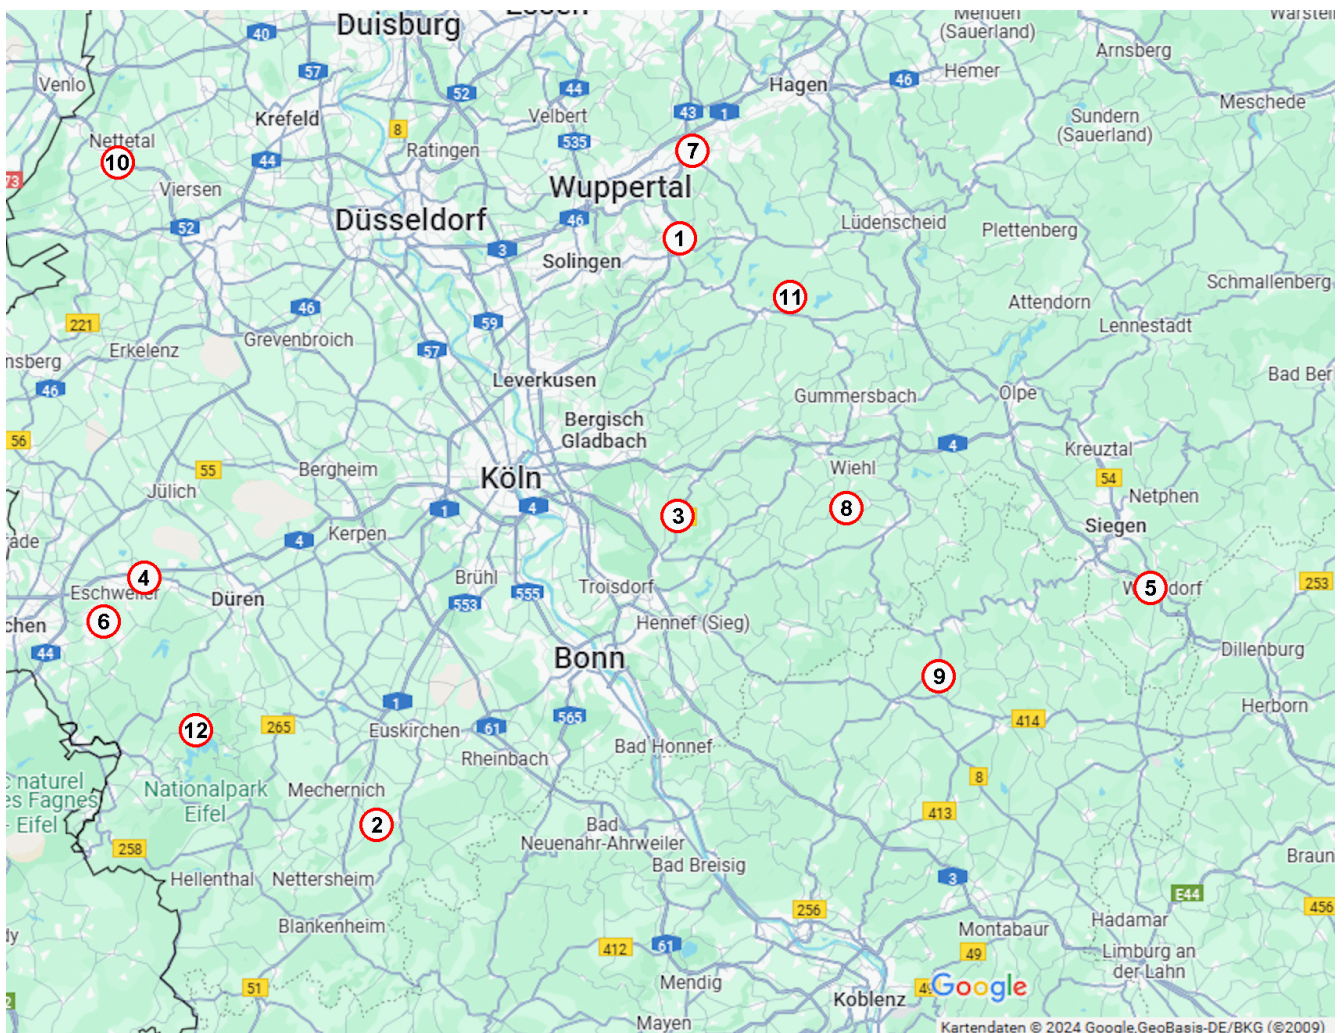 Duisburg
40
57
52
44
43
1
46
Hagen
Menden
(Sauerland)
Hemer
Arnsberg
Meschede
Sundern
(Sauerland)
Venlo
Krefeld
8
Velbert
535
Nettetal
10
44
Ratingen
7
Viersen
Wuppertal
52
Düsseldorf
46
3
1
Solingen
Lüdenscheid
Plettenberg
Schmallenberg
11
Attendorn
46
59
221
Erkelenz
Grevenbroich
57
Lennestadt
46
Leverkusen
Gummersbach
Olpe
Bergisch
Gladbach
56
55
Bergheim
Jülich
Köln
Wiehl
4
Kreuztal
54
Netphen
1
4
3
8
Siegen
Kerpen
4
4
Eschweiler
Düren
Brühl
553
555
Troisdorf
5
253
6
44
Hennef (Sieg)
Bonn
Dillenburg
9
1
565
414
Herborn
12
265
Euskirchen
61
Rheinbach
Bad Honnef
Nationalpark
Eifel
Mechernich
8
2
413
258
Bad
Neuenahr-Ahrweiler
Bad Breisig
Hellenthal
Nettersheim
3
E44
456
Blankenheim
256
Hadamar
Montabaur
412
61
49
Limburg an
der Lahn
51
Mendig
Koblenz
Google
Mayen
Kartendaten © 2024 Google,GeoBasis-DE/BKG (©2009)